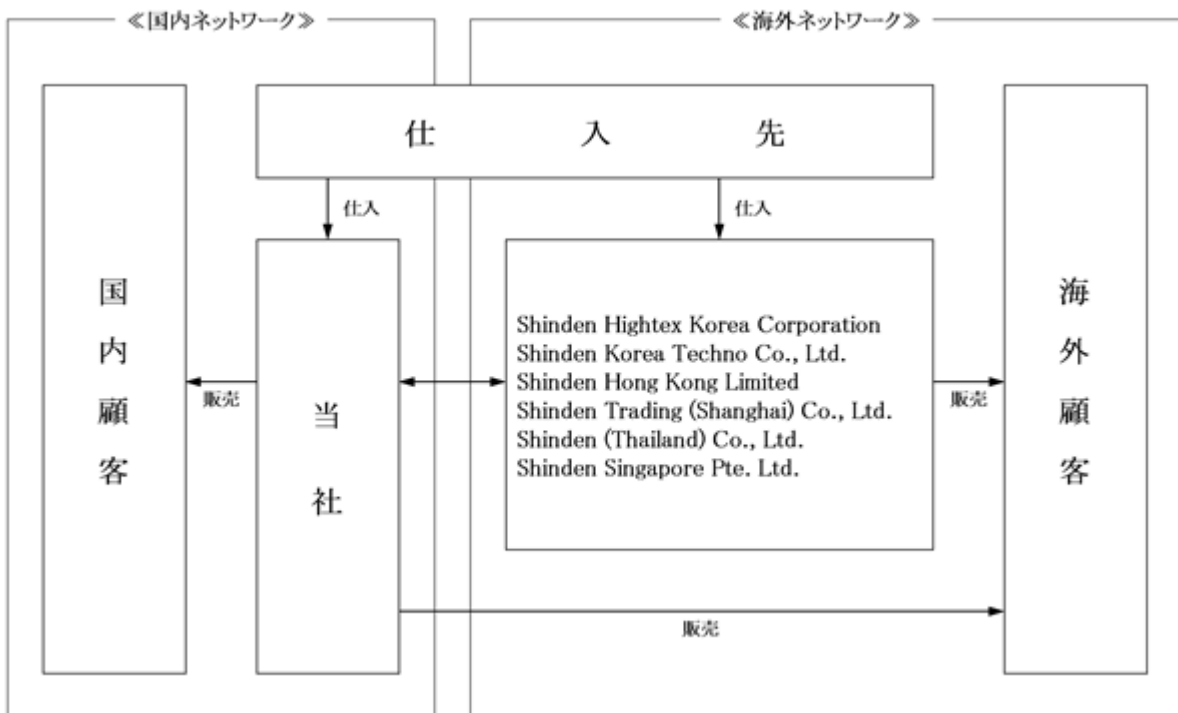 ≪国内ネットワーク≫
≪海外ネットワーク≫
仕入先
仕入
仕入
国内顧客
販売
当社
Shinden Hightex Korea Corporation
Shinden Korea Techno Co., Ltd.
Shinden Hong Kong Limited
Shinden Trading (Shanghai) Co., Ltd.
Shinden (Thailand) Co., Ltd.
Shinden Singapore Pte. Ltd.
販売
海外顧客
販売